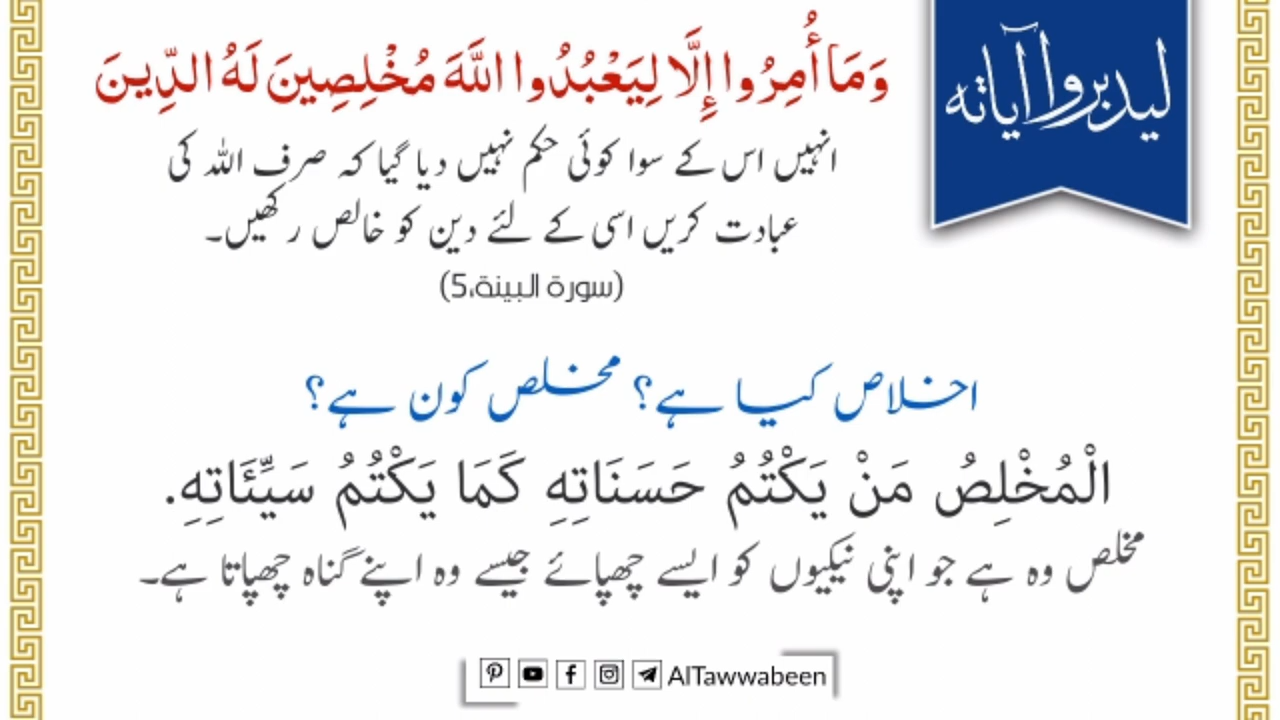 ليدبروا آياته
وَمَا أُمِرُوا إِلَّا لِيَعْبُدُوا اللَّهَ مُخْلِصِينَ لَهُ الدِّينَ
انہیں اس کے سوا کوئی حکم نہیں دیا گیا کہ صرف اللہ کی
عبادت کریں اسی کے لئے دین کو خالص رکھیں۔
(سورة البينة،5)
اخلاص کیا ہے؟ مخلص کون ہے؟
الْمُخْلِصُ مَنْ يَكْتُمُ حَسَنَاتِهِ كَمَا يَكْتُمُ سَيِّئَاتِهِ.
مخلص وہ ہے جو اپنی نیکیوں کو ایسے چھپائے جیسے وہ اپنے گناہ چھپاتا ہے۔
AlTawwabeen